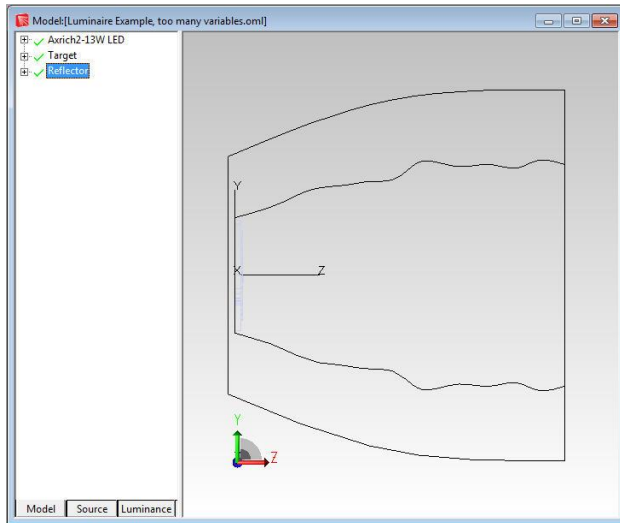 Model:[Luminaire Example, too many variables.oml]
Axrich2-13W LED
Target
Reflector
Y
X
Z
Y
Z
Model
Source
Luminance